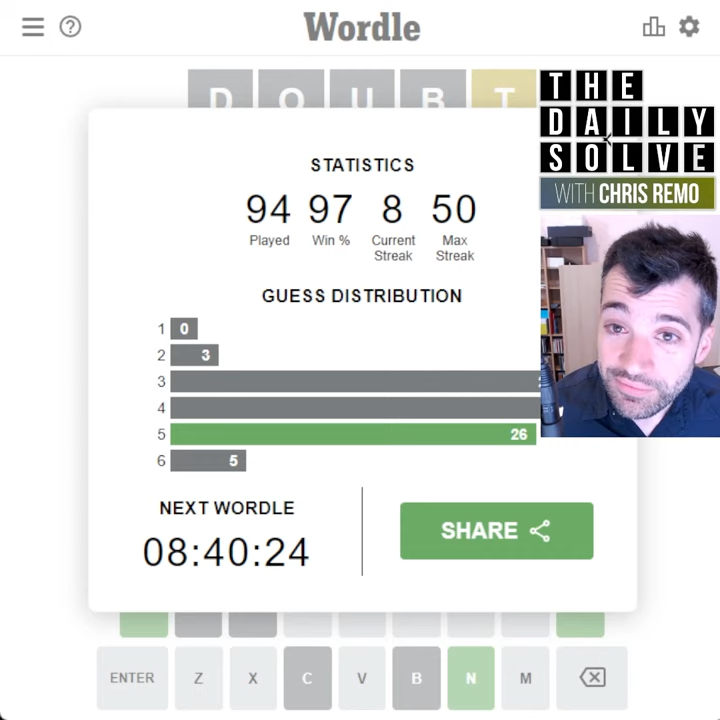 Wordle
D O U B T
THE
DAILY
SOLVE
WITH CHRIS REMO
STATISTICS
94 97 8 50
Played Win % Current Streak Max Streak
GUESS DISTRIBUTION
1 0
2 3
3
4
5 26
6 5
NEXT WORDLE
08:40:24
SHARE
ENTER Z X C V B N M